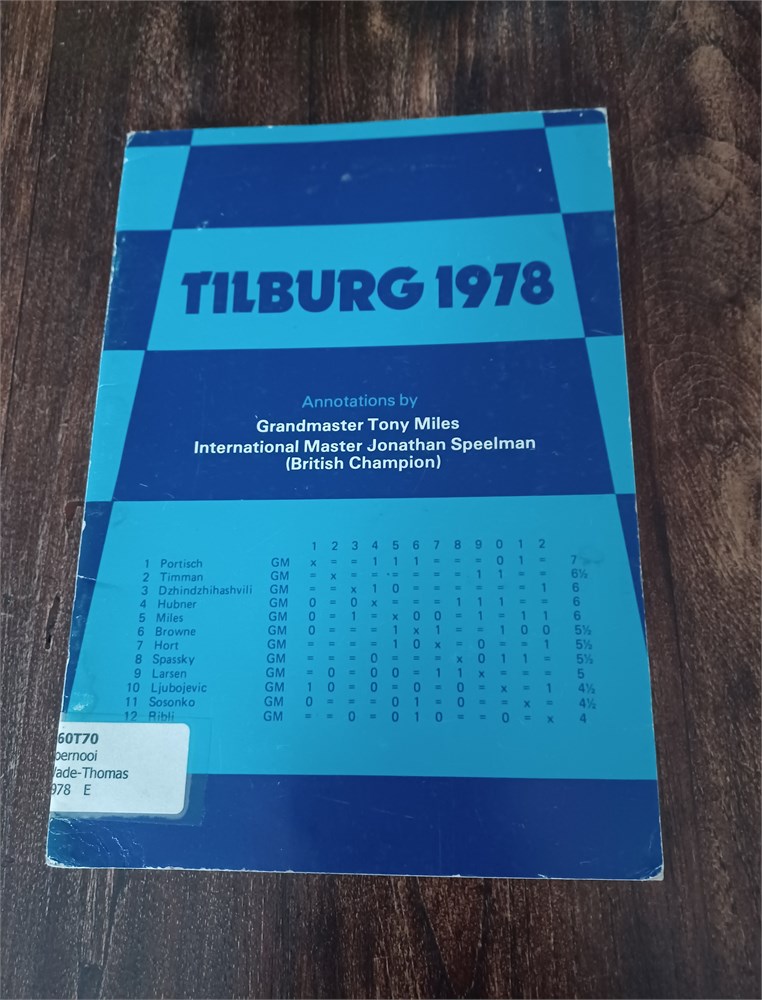 TILBURG 1978
Annotations by
Grandmaster Tony Miles
International Master Jonathan Speelman
(British Champion)
1 2 3 4 5 6 7 8 9 0 1 2
1 Portisch GM x = = 1 1 1 = = = 0 1 = 7
2 Timman GM = x = = = = = = 1 1 = = 6½
3 Dzhindzhihashvili GM = = x 1 0 = = = = = = 1 6
4 Hubner GM 0 = 0 x = = = 1 1 1 = = 6
5 Miles GM 0 = 1 = x 0 0 = 1 = 1 1 6
6 Browne GM 0 = = = 1 x 1 = = 1 0 0 5½
7 Hort GM = = = = 1 0 x = 0 = = 1 5½
8 Spassky GM = = = 0 = = = x 0 1 1 = 5½
9 Larsen GM = 0 = 0 0 = 1 1 x = = = 5
10 Ljubojevic GM 1 0 = 0 = 0 = 0 = x = 1 4½
11 Sosonko GM 0 = = = 0 1 = 0 = = x = 4½
12 Ribli GM = = 0 = 0 1 0 = = 0 = x 4
60T70
pernooi
ade-Thomas
978 E